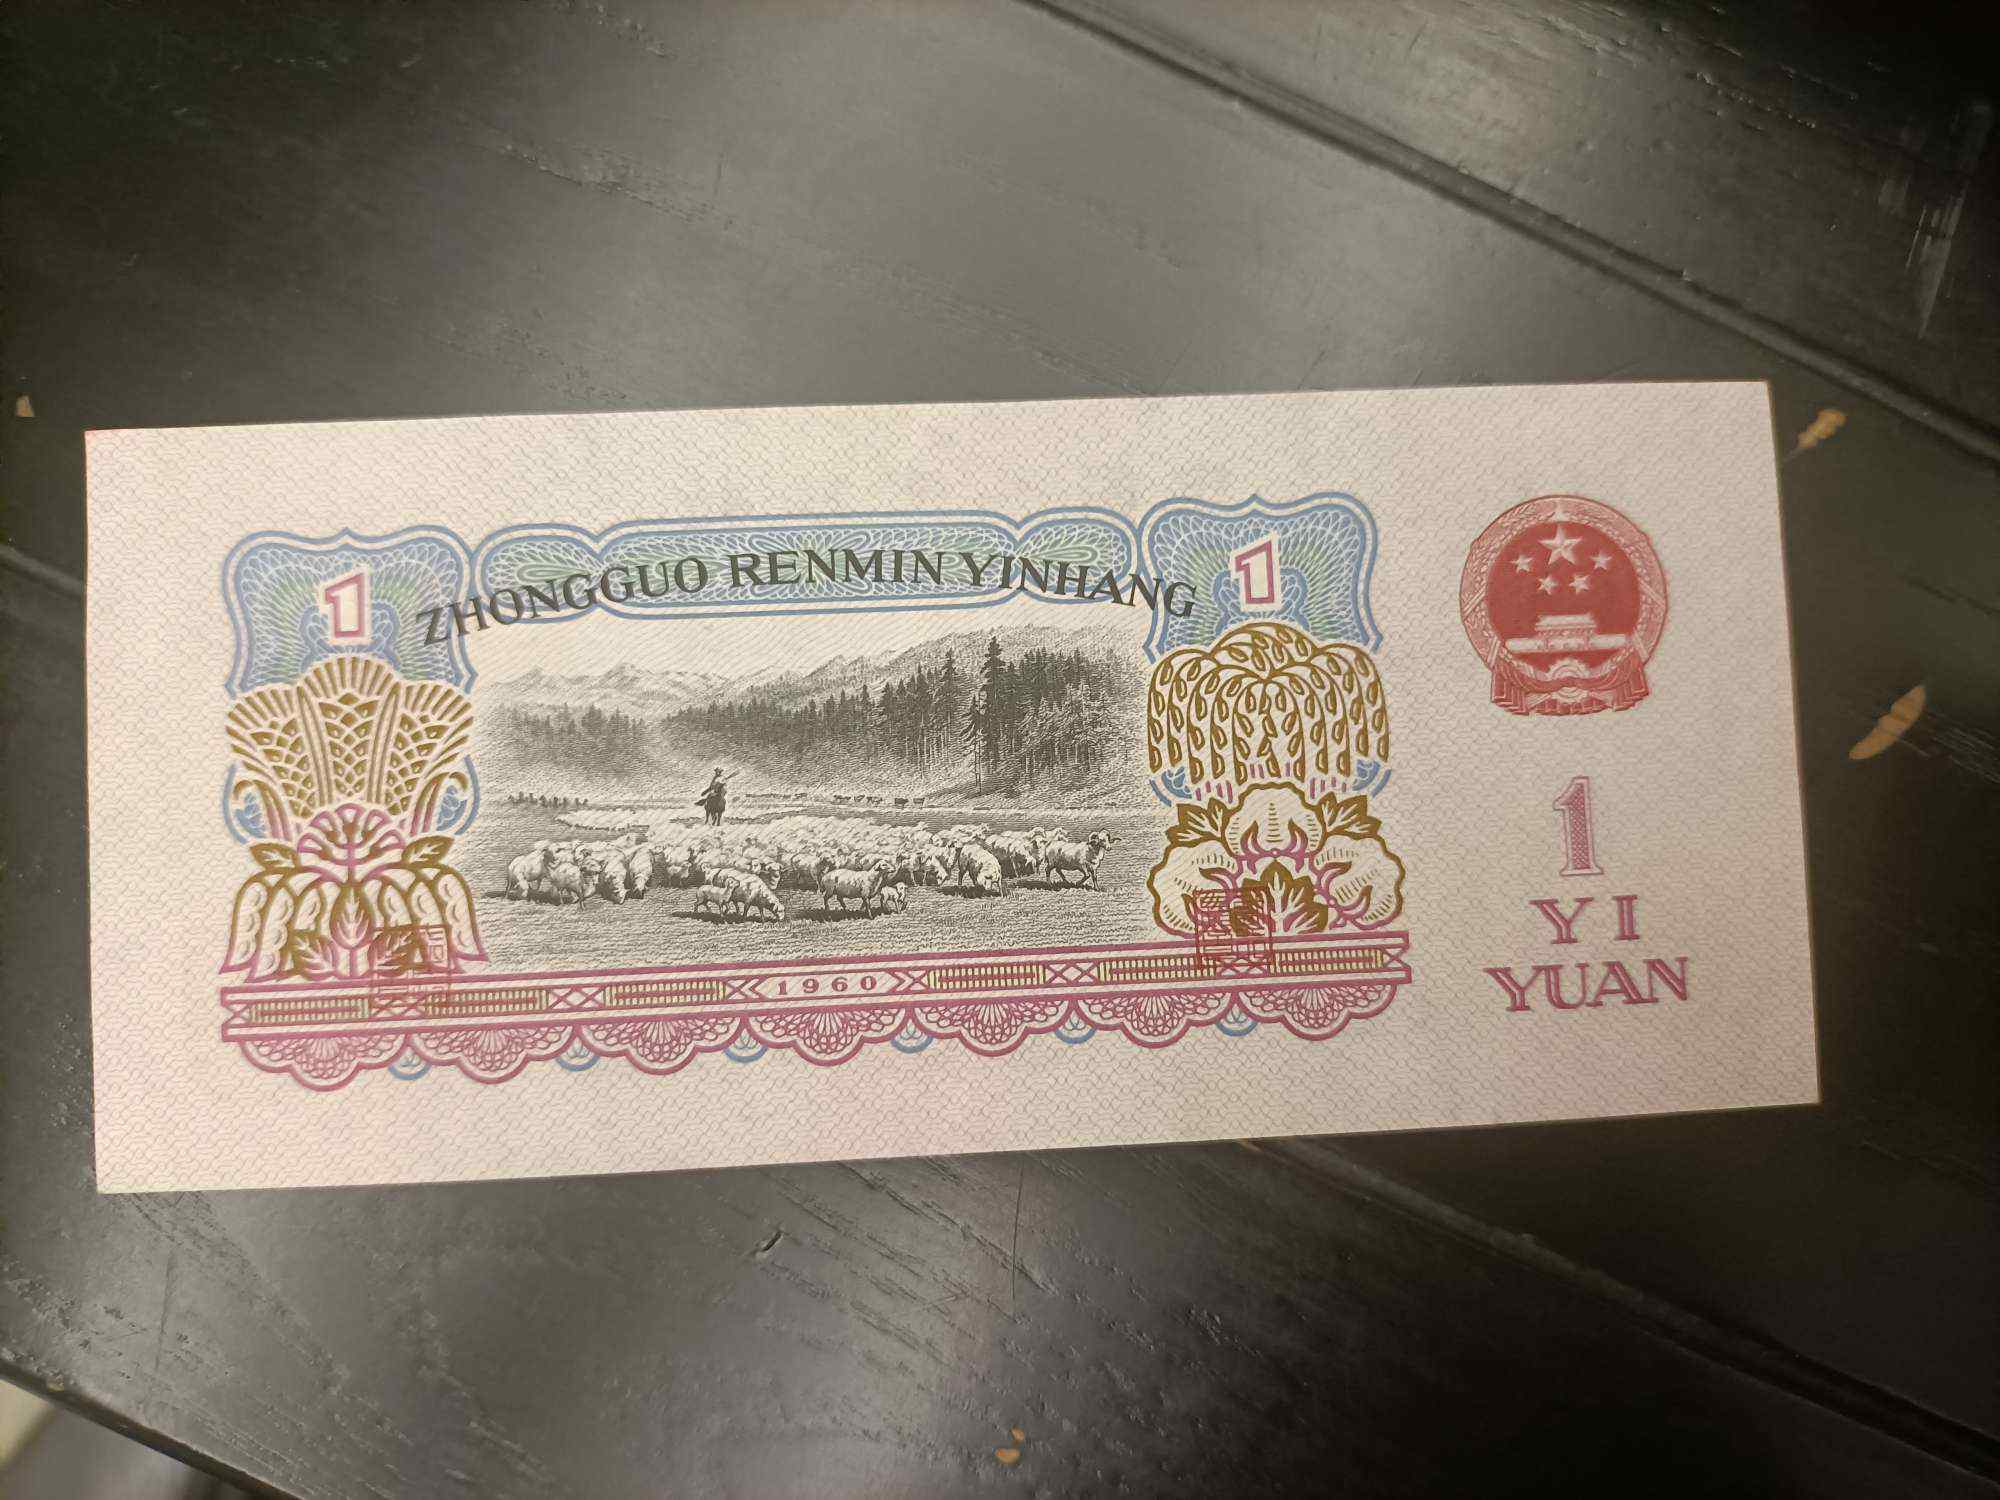 1
ZHONGGUO RENMIN YINHANG
1
1960
1
YI
YUAN